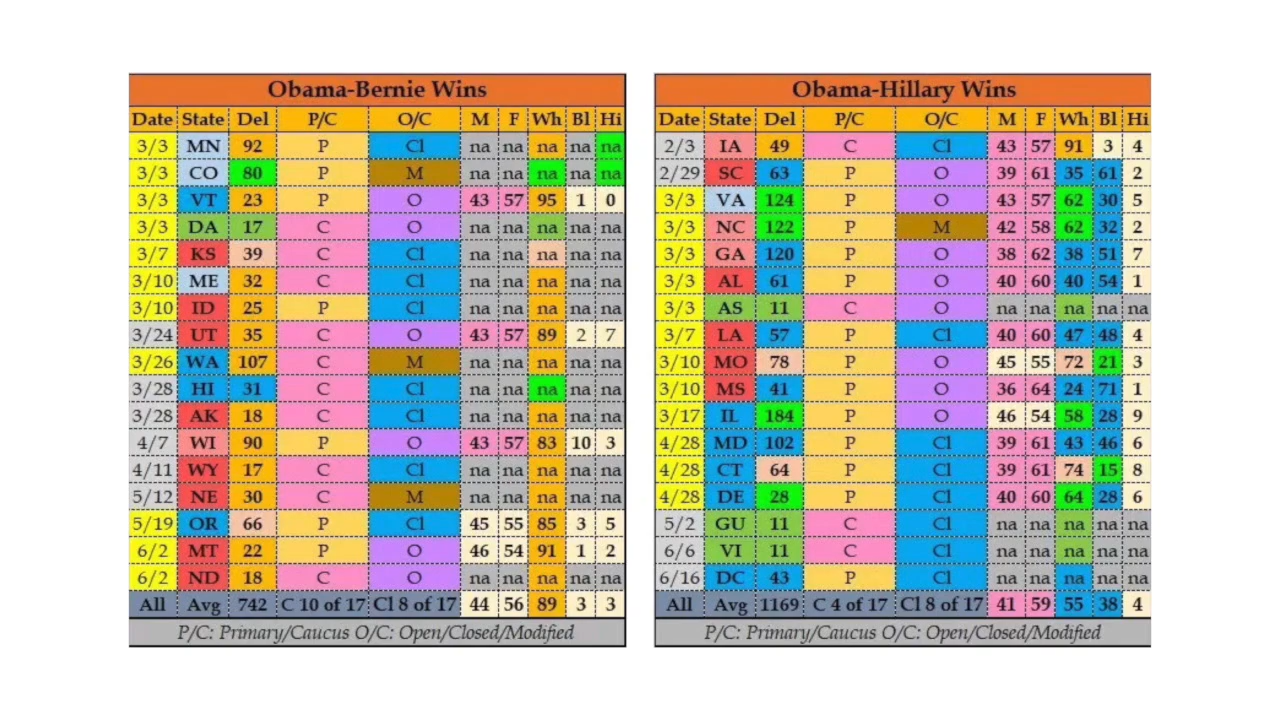 Obama-Bernie Wins
Date State Del P/C O/C M F Wh Bl Hi
3/3 MN 92 P Cl na na na na na
3/3 CO 80 P M na na na na na
3/3 VT 23 P O 43 57 95 1 0
3/3 DA 17 C O na na na na na
3/7 KS 39 C Cl na na na na na
3/10 ME 32 C Cl na na na na na
3/10 ID 25 P Cl na na na na na
3/24 UT 35 C O 43 57 89 2 7
3/26 WA 107 C M na na na na na
3/28 HI 31 C Cl na na na na na
3/28 AK 18 C Cl na na na na na
4/7 WI 90 P O 43 57 83 10 3
4/11 WY 17 C Cl na na na na na
5/12 NE 30 C M na na na na na
5/19 OR 66 P Cl 45 55 85 3 5
6/2 MT 22 P O 46 54 91 1 2
6/2 ND 18 C O na na na na na
All Avg 742 C 10 of 17 Cl 8 of 17 44 56 89 3 3
P/C: Primary/Caucus O/C: Open/Closed/Modified
Obama-Hillary Wins
Date State Del P/C O/C M F Wh Bl Hi
2/3 IA 49 C Cl 43 57 91 3 4
2/29 SC 63 P O 39 61 35 61 2
3/3 VA 124 P O 43 57 62 30 5
3/3 NC 122 P M 42 58 62 32 2
3/3 GA 120 P O 38 62 38 51 7
3/3 AL 61 P O 40 60 40 54 1
3/3 AS 11 C O na na na na na
3/7 LA 57 P Cl 40 60 47 48 4
3/10 MO 78 P O 45 55 72 21 3
3/10 MS 41 P O 36 64 24 71 1
3/17 IL 184 P O 46 54 58 28 9
4/28 MD 102 P Cl 39 61 43 46 6
4/28 CT 64 P Cl 39 61 74 15 8
4/28 DE 28 P Cl 40 60 64 28 6
5/2 GU 11 C Cl na na na na na
6/6 VI 11 C Cl na na na na na
6/16 DC 43 P Cl na na na na na
All Avg 1169 C 4 of 17 Cl 8 of 17 41 59 55 38 4
P/C: Primary/Caucus O/C: Open/Closed/Modified